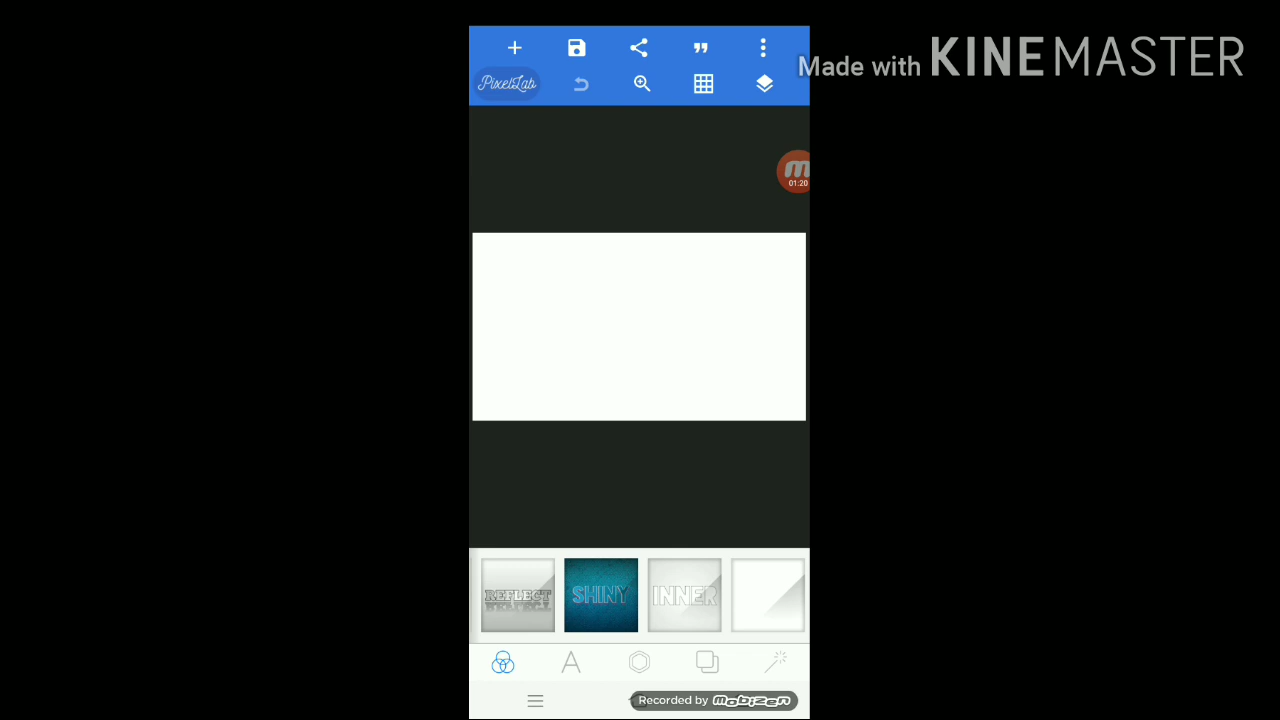 Made with KINEMASTER
PixelLab
01:20
REFLECT
SHINY
INNER
Recorded by mobizen